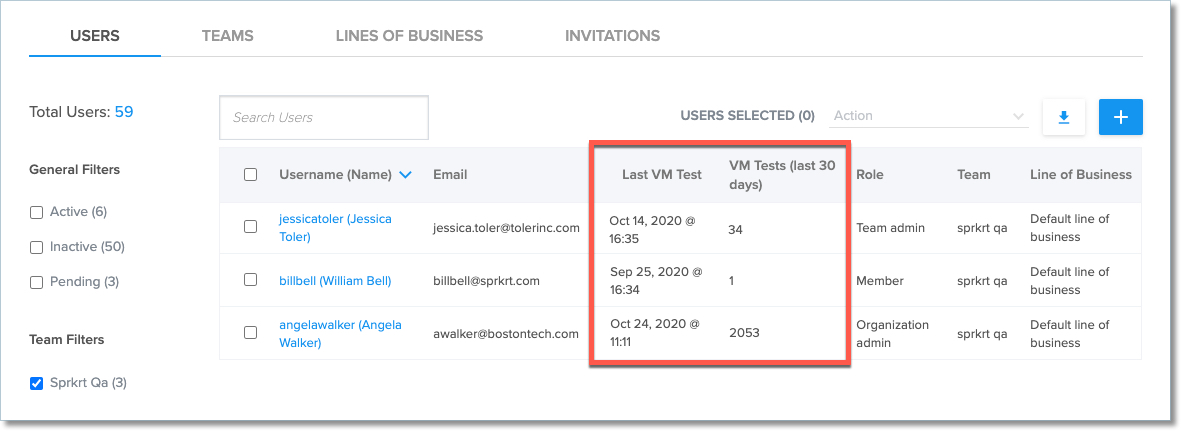 USERS TEAMS LINES OF BUSINESS INVITATIONS
Total Users: 59
Search Users
USERS SELECTED (0) Action
General Filters
Active (6)
Inactive (50)
Pending (3)
Team Filters
Sprkrt Qa (3)
Username (Name) Email Last VM Test VM Tests (last 30
days) Role Team Line of Business
jessicatoler (Jessica
Toler) jessica.toler@tolerinc.com Oct 14, 2020 @
16:35 34 Team admin sprkrt qa Default line of
business
billbell (William Bell) billbell@sprkrt.com Sep 25, 2020 @
16:34 1 Member sprkrt qa Default line of
business
angelawalker (Angela
Walker) awalker@bostontech.com Oct 24, 2020 @
11:11 2053 Organization
admin sprkrt qa Default line of
business